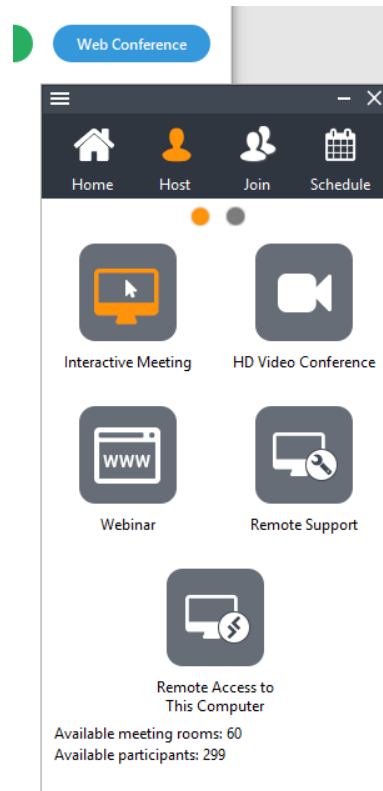 Web Conference
Home Host Join Schedule
Interactive Meeting HD Video Conference
www
Webinar Remote Support
Remote Access to
This Computer
Available meeting rooms: 60
Available participants: 299